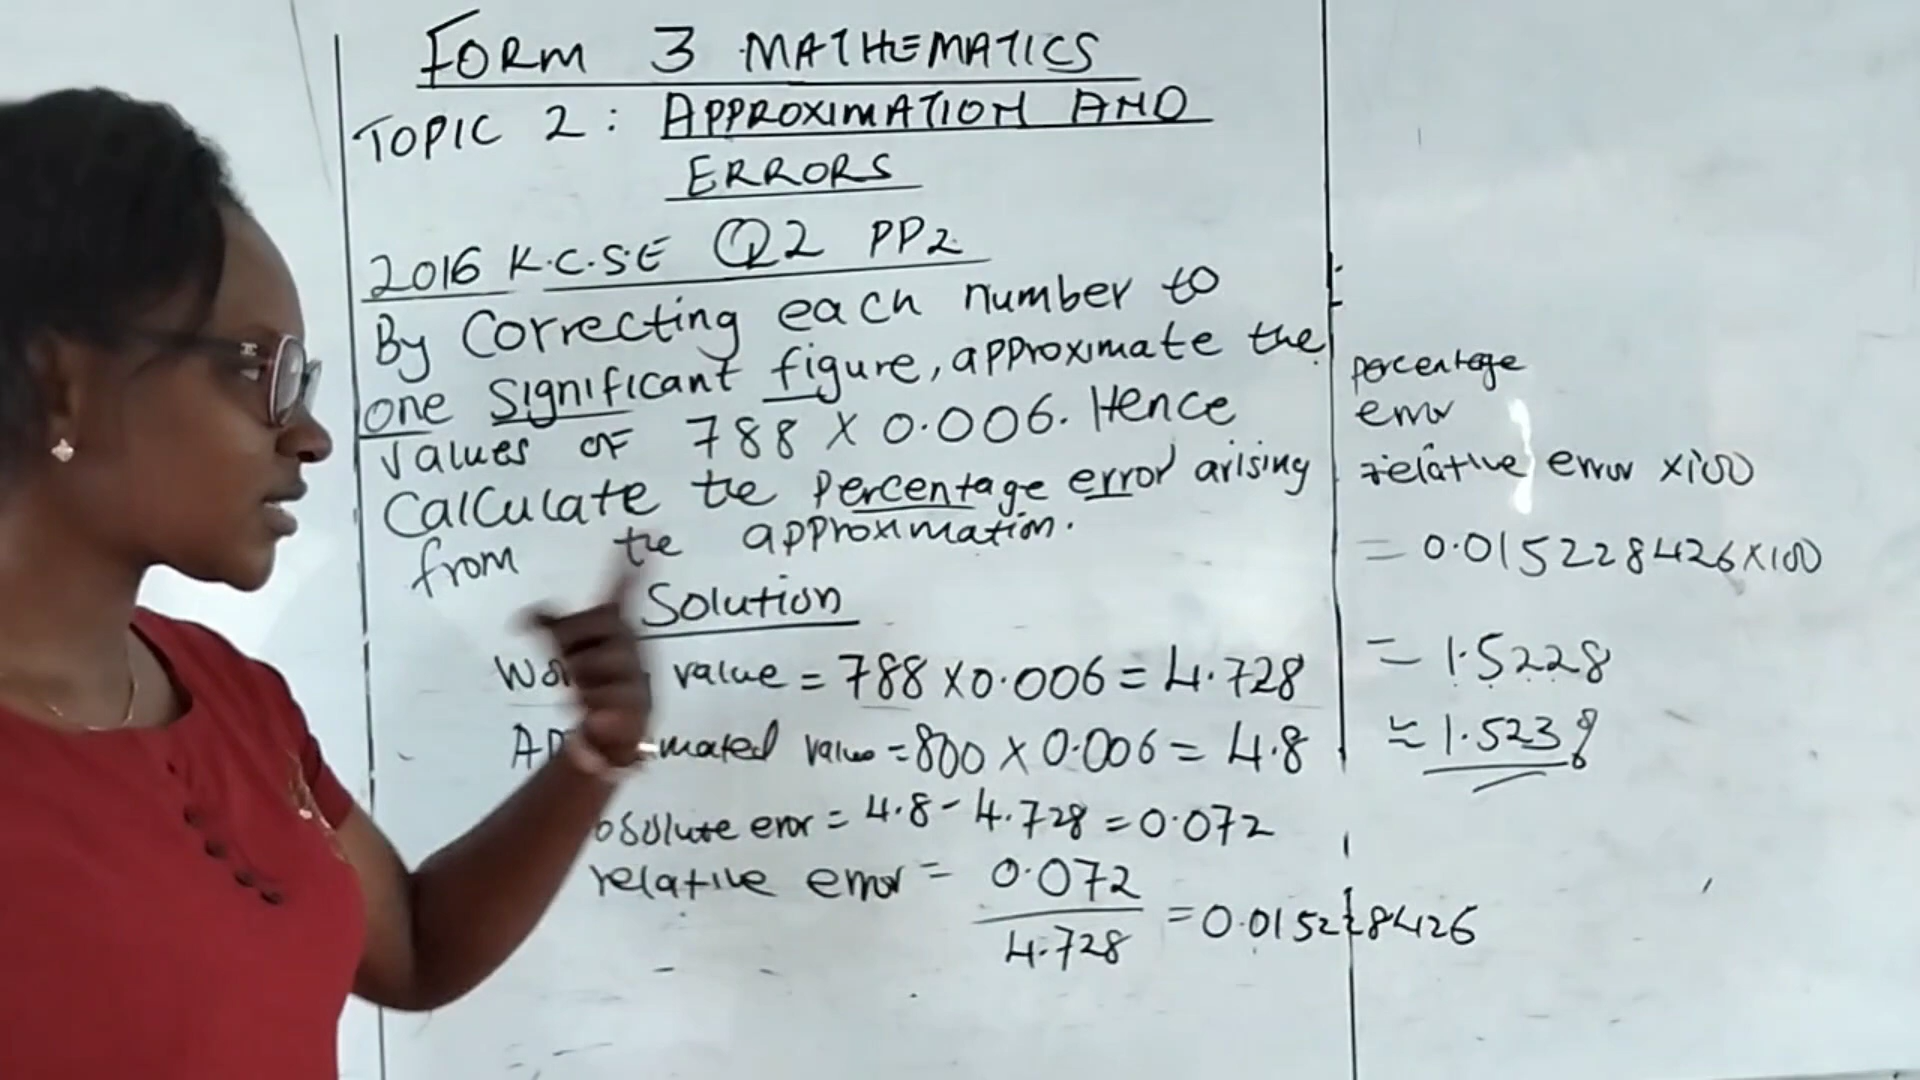 FORM 3 MATHEMATICS
TOPIC 2: APPROXIMATION AND
ERRORS
2016 K.C.S.E Q2 PP2.
By Correcting each number to
one significant figure, approximate the
values of 788 X 0.006. Hence
Calculate the percentage error arising
from the approximation.
Solution
value = 788 X 0.006 = 4.728
value = 800 X 0.006 = 4.8
error = 4.8 - 4.728 = 0.072
relative error = 0.072
4.728
= 0.015228426
percentage
error
relative error X100
= 0.015228426X100
= 1.5228
≈ 1.523%